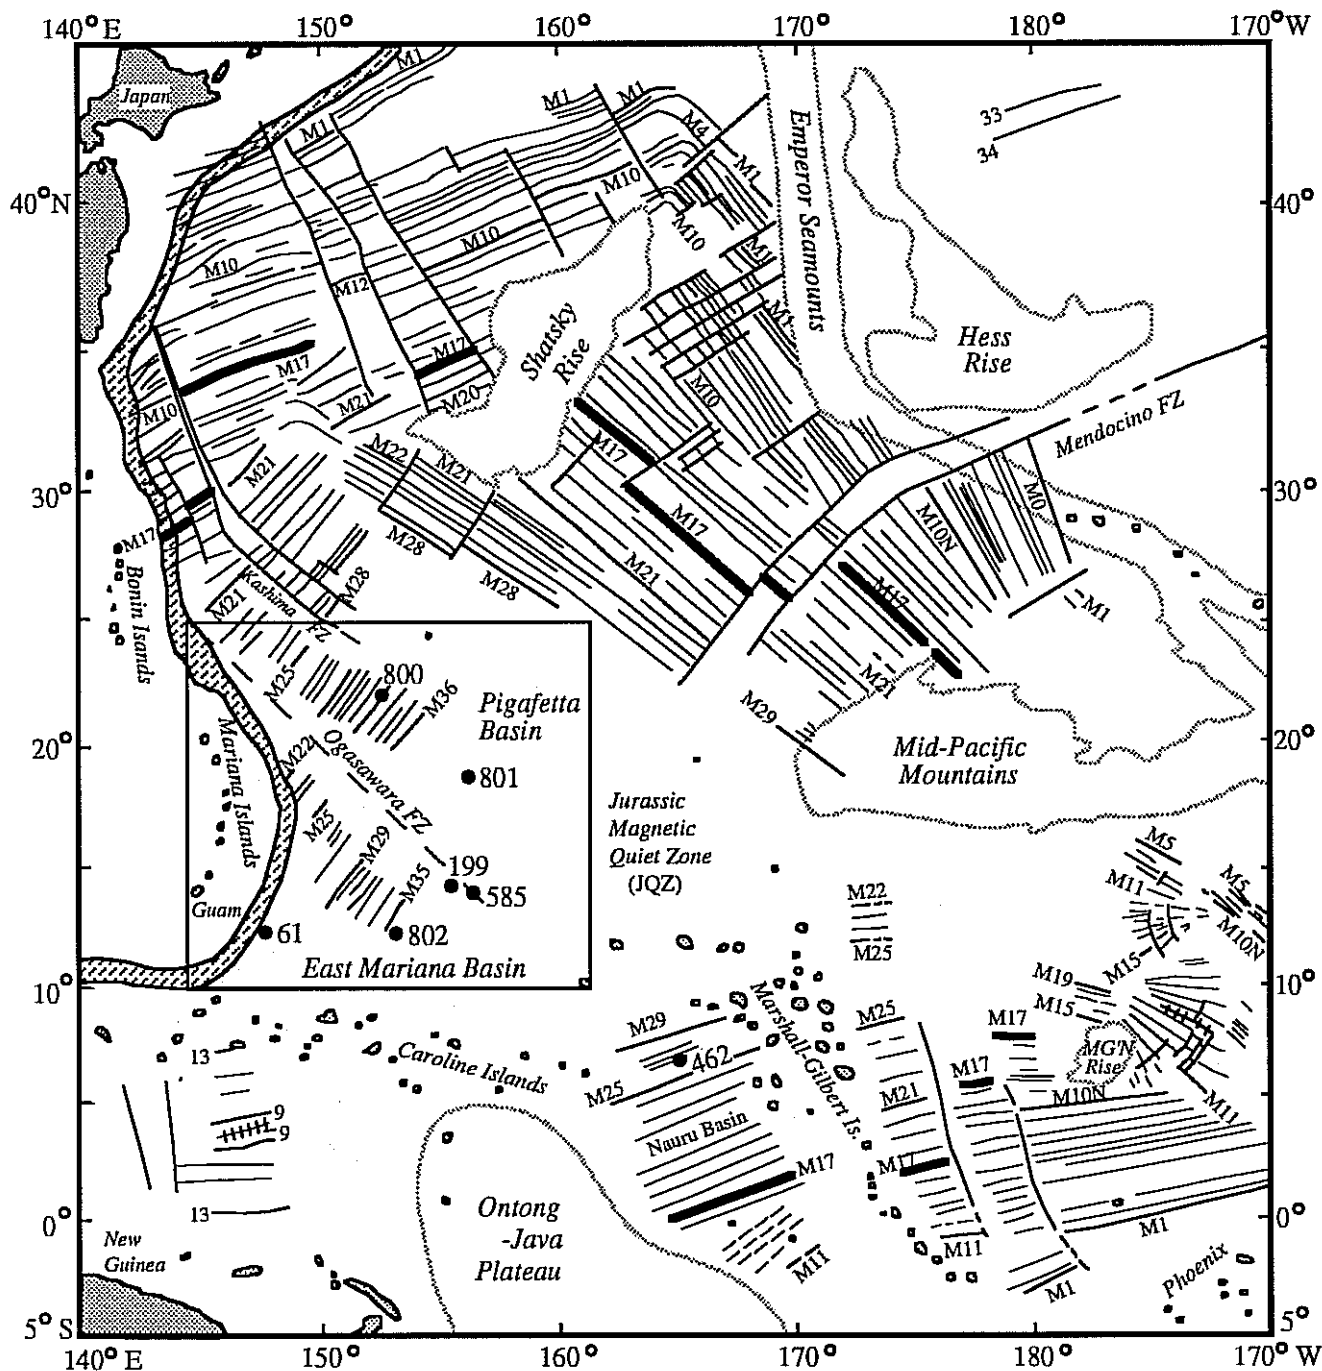 140° E
150°
160°
170°
180°
170° W
40° N
30°
20°
10°
0°
5° S
40°
30°
20°
10°
0°
5°
140° E
150°
160°
170°
180°
170° W
Japan
M1
M1
M1
M1
M4
M1
33
34
Emperor Seamounts
M10
M10
M10
M10
M12
M1
M1
Shatsky
Rise
Hess
Rise
M17
M17
M17
M10
M21
M20
M10
Mendocino FZ
M22
M21
M21
M17
M17
M10N
M0
M17
M28
M28
M21
M28
M21
Kashima
FZ
M17
M1
Bonin Isands
M25
800
M36
Pigafetta
Basin
M21
M29
Mid-Pacific
Mountains
Ogasawara FZ
M22
801
Mariana Islands
M25
M29
M35
Jurassic
Magnetic
Quiet Zone
(JQZ)
199
585
Guam
61
802
East Mariana Basin
M22
M25
M5
M11
M5
M10N
M15
M19
M15
M17
MGN
Rise
M11
M10N
M17
M29
462
M25
Marshall-Gilbert Is.
M25
M21
Caroline Islands
Nauru Basin
13
9
9
13
M17
M17
M11
M11
M1
M1
Ontong
-Java
Plateau
New
Guinea
Phoenix